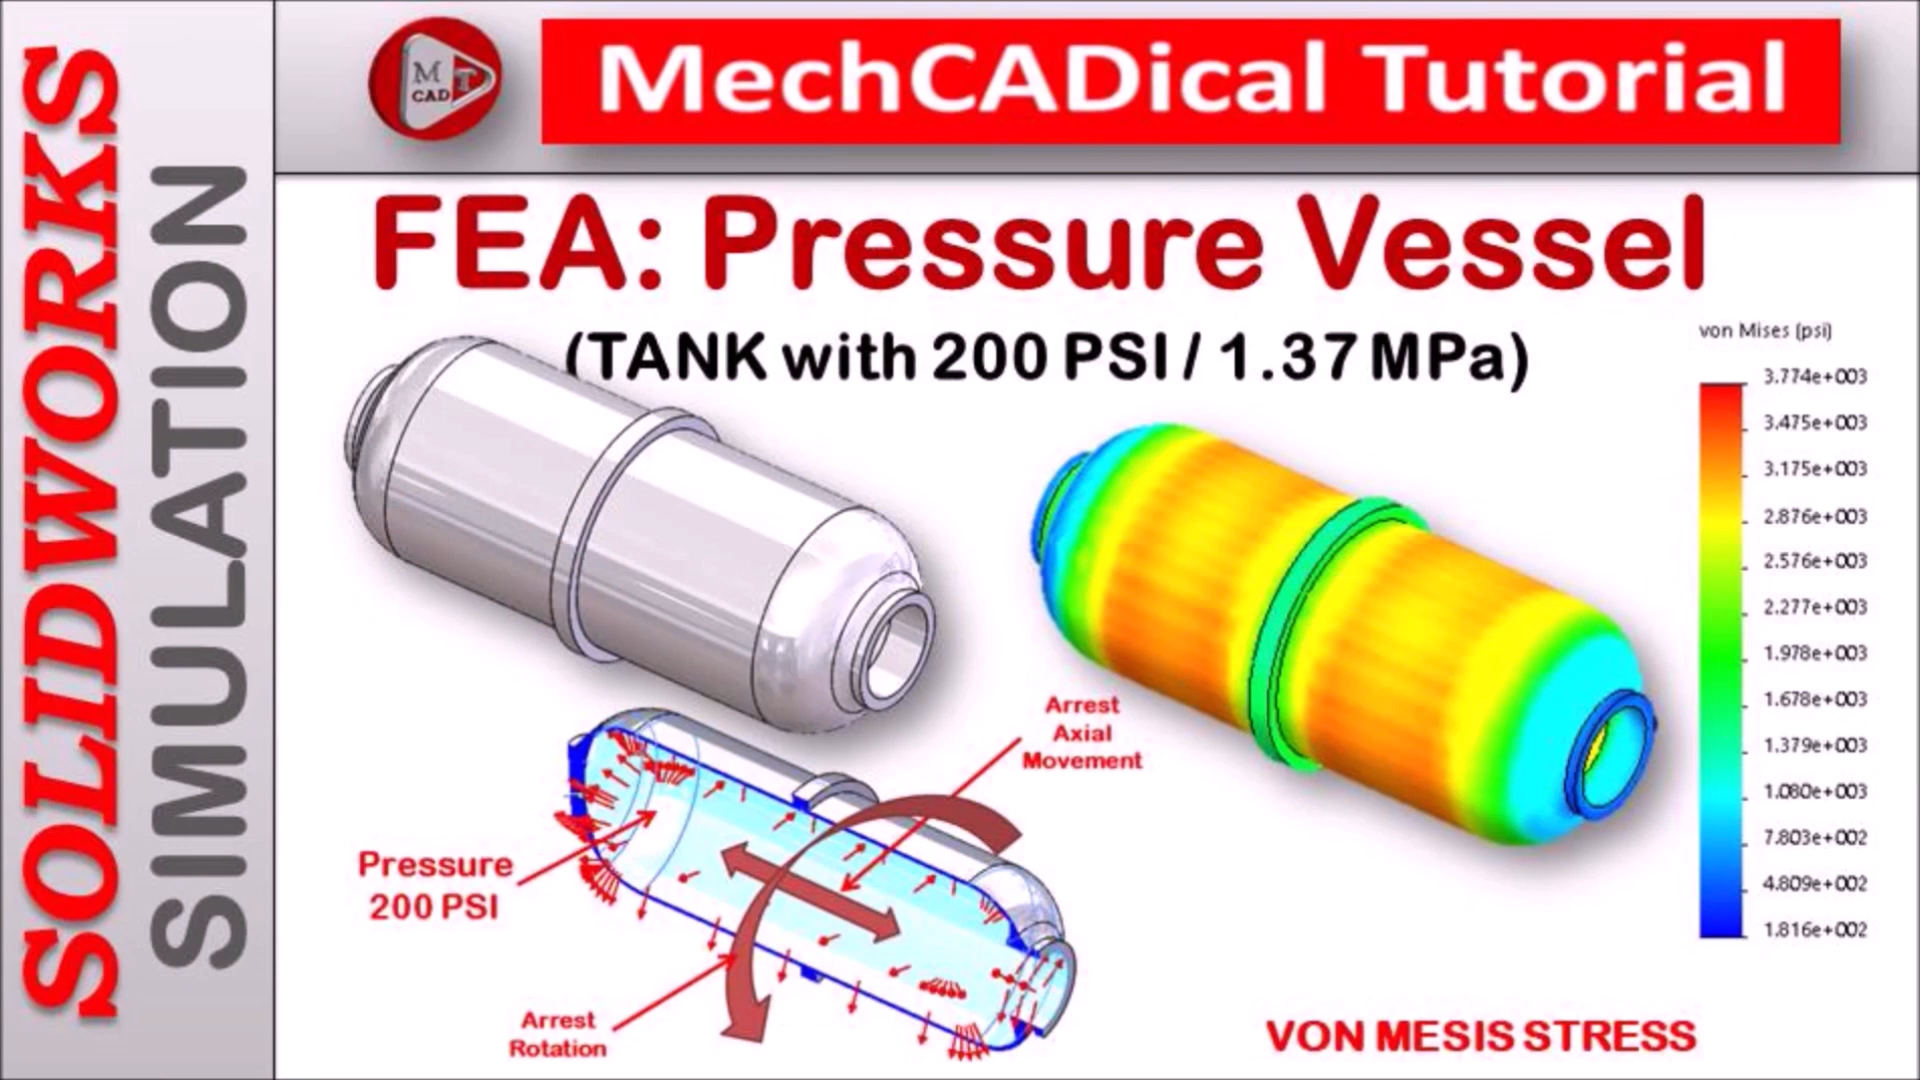 SOLIDWORKS
SIMULATION
M T
CAD
MechCADical Tutorial
FEA: Pressure Vessel
(TANK with 200 PSI / 1.37 MPa)
von Mises (psi)
3.774e+003
3.475e+003
3.175e+003
2.876e+003
2.576e+003
2.277e+003
1.978e+003
1.678e+003
1.379e+003
1.080e+003
7.803e+002
4.809e+002
1.816e+002
Arrest
Axial
Movement
Pressure
200 PSI
Arrest
Rotation
VON MESIS STRESS